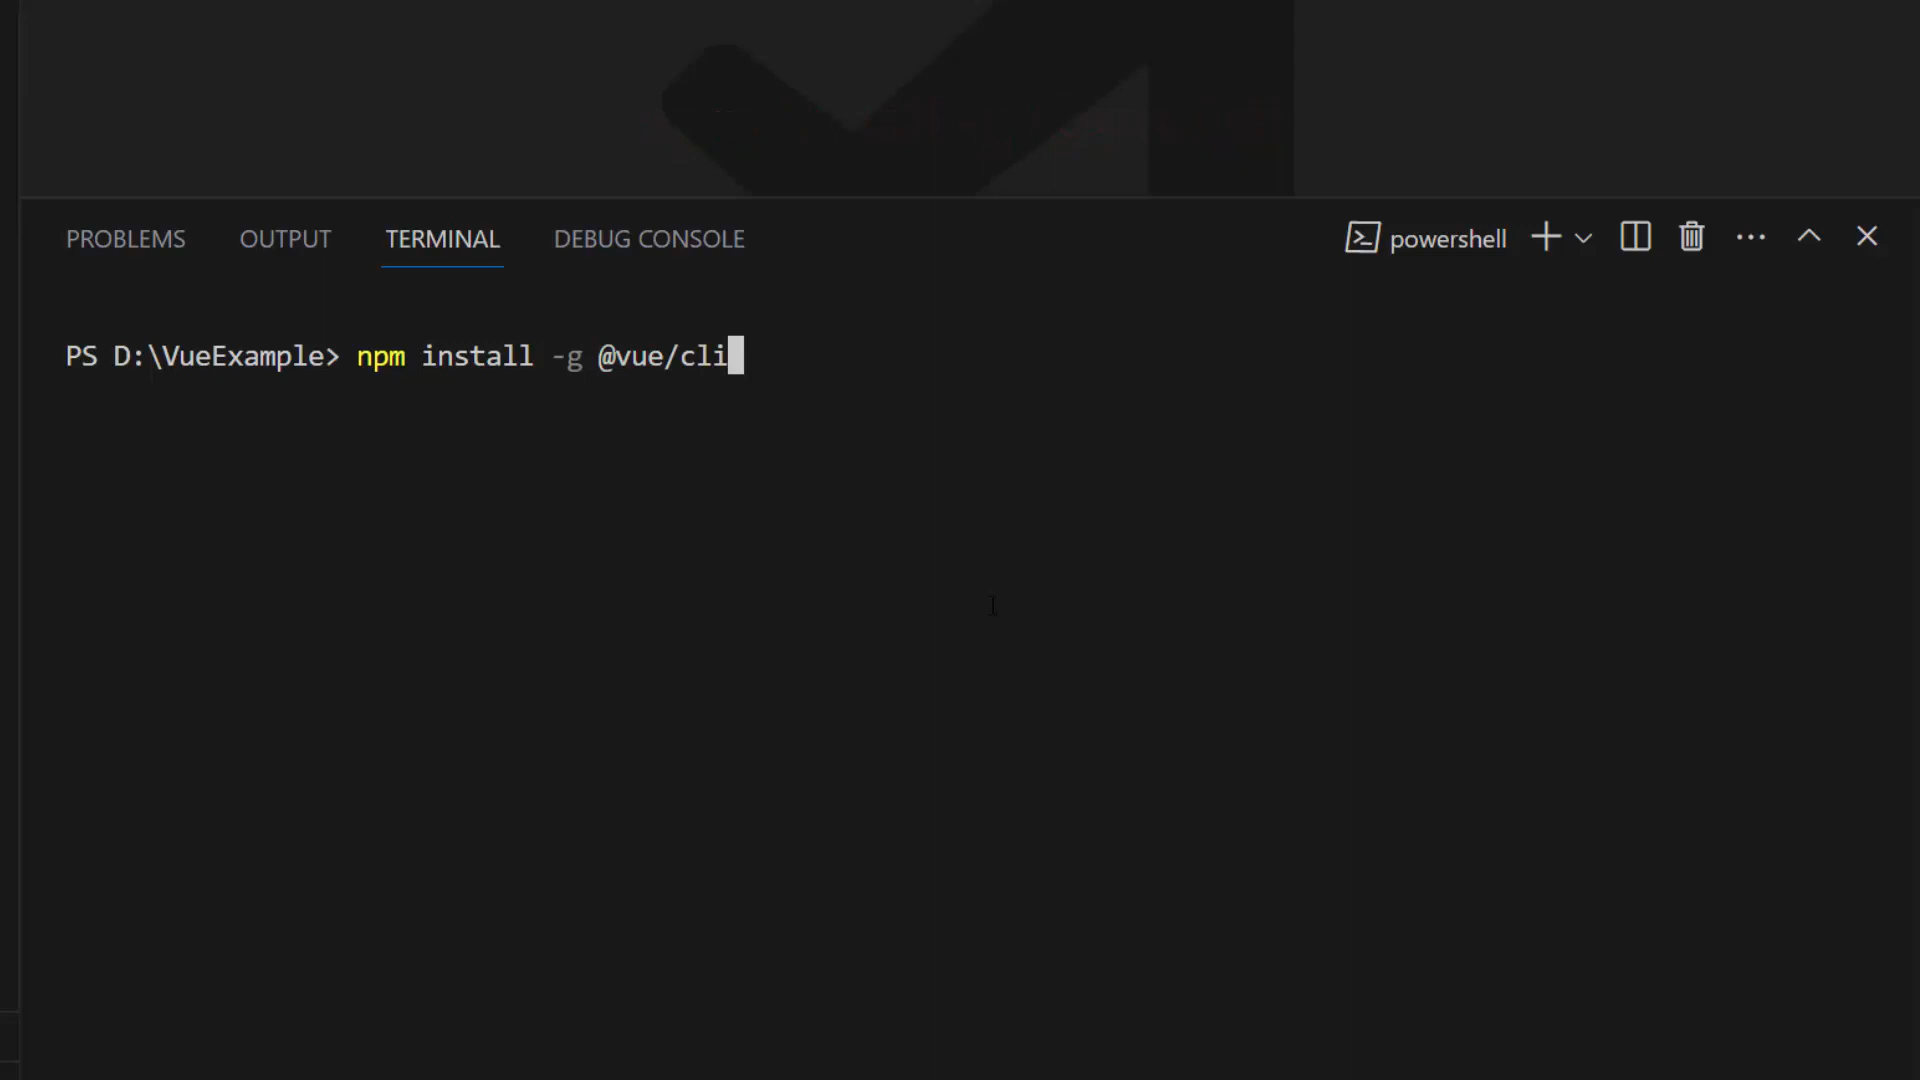 PROBLEMS OUTPUT TERMINAL DEBUG CONSOLE powershell
PS D:\VueExample> npm install -g @vue/cli